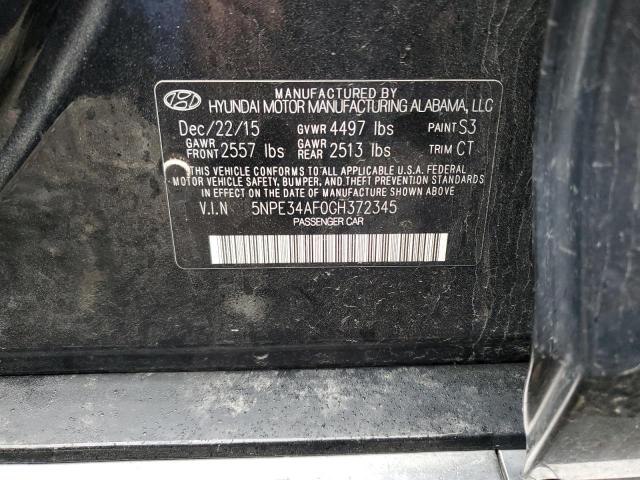 MANUFACTURED BY
HYUNDAI MOTOR MANUFACTURING ALABAMA, LLC
Dec/22/15 GVWR 4497 lbs PAINT S3
GAWR FRONT 2557 lbs GAWR REAR 2513 lbs TRIM CT
THIS VEHICLE CONFORMS TO ALL APPLICABLE U.S.A. FEDERAL
MOTOR VEHICLE SAFETY, BUMPER, AND THEFT PREVENTION STANDARDS
IN EFFECT ON THE DATE OF MANUFACTURE SHOWN ABOVE
V.I.N 5NPE34AF0GH372345
PASSENGER CAR